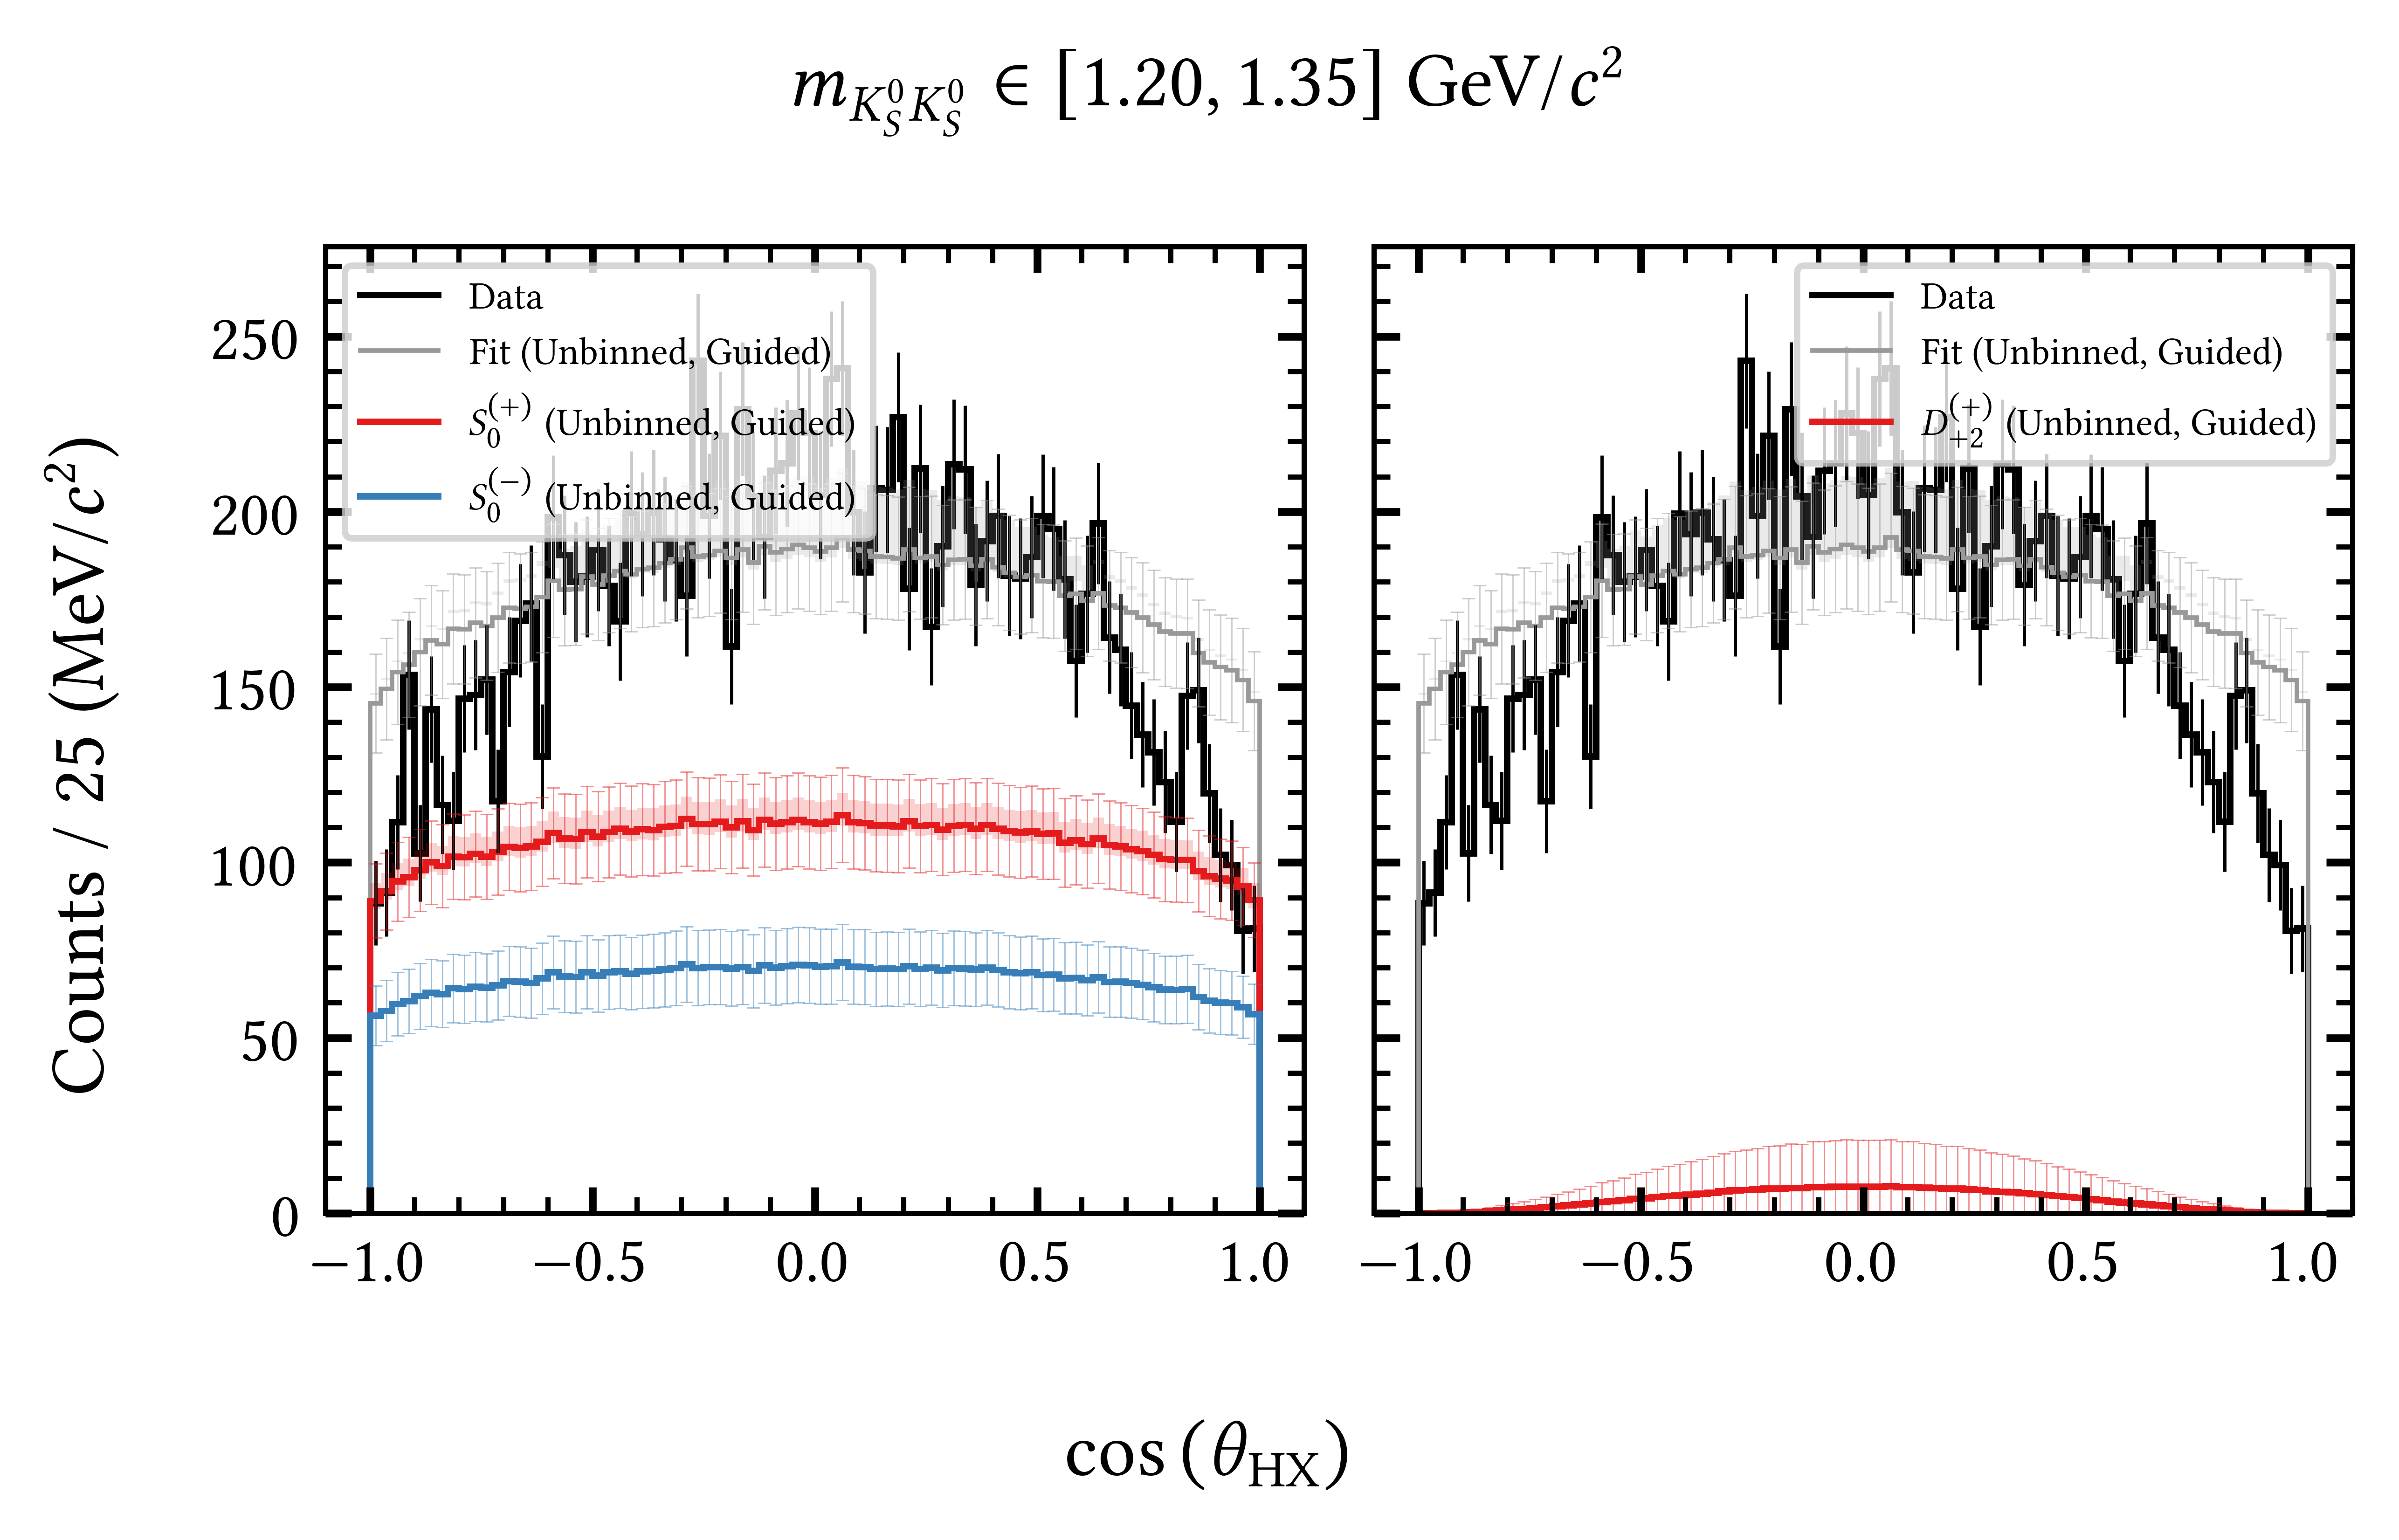 m_{K_S^0 K_S^0} ∈ [1.20, 1.35] GeV/c²
Counts / 25 (MeV/c²)
250
200
150
100
50
0
Data
Fit (Unbinned, Guided)
S_0^{(+)} (Unbinned, Guided)
S_0^{(−)} (Unbinned, Guided)
−1.0 −0.5 0.0 0.5 1.0
Data
Fit (Unbinned, Guided)
D_{+2}^{(+)} (Unbinned, Guided)
−1.0 −0.5 0.0 0.5 1.0
cos (θ_{HX})